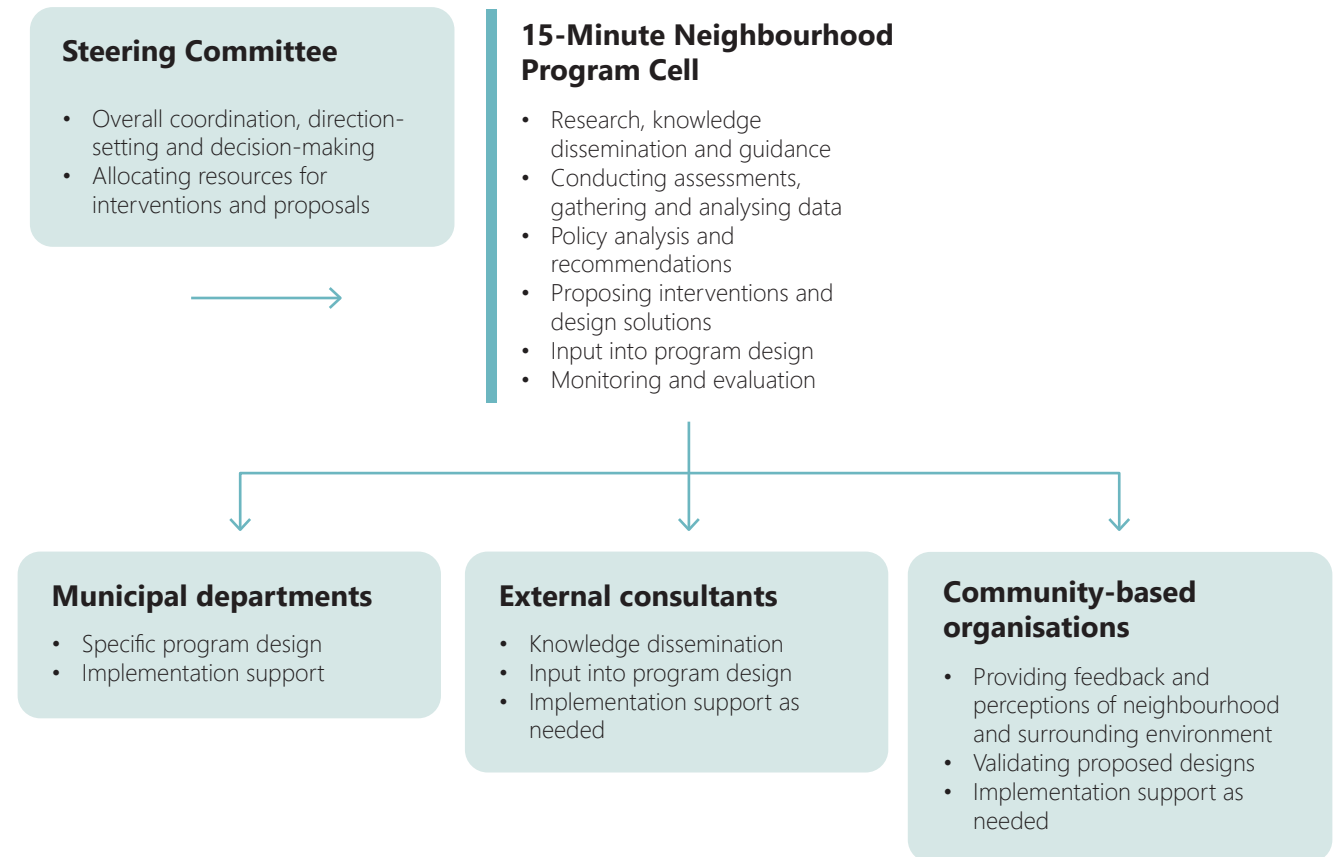 Steering Committee
• Overall coordination, direction-
setting and decision-making
• Allocating resources for
interventions and proposals
15-Minute Neighbourhood
Program Cell
• Research, knowledge
dissemination and guidance
• Conducting assessments,
gathering and analysing data
• Policy analysis and
recommendations
• Proposing interventions and
design solutions
• Input into program design
• Monitoring and evaluation
Municipal departments
• Specific program design
• Implementation support
External consultants
• Knowledge dissemination
• Input into program design
• Implementation support as
needed
Community-based
organisations
• Providing feedback and
perceptions of neighbourhood
and surrounding environment
• Validating proposed designs
• Implementation support as
needed